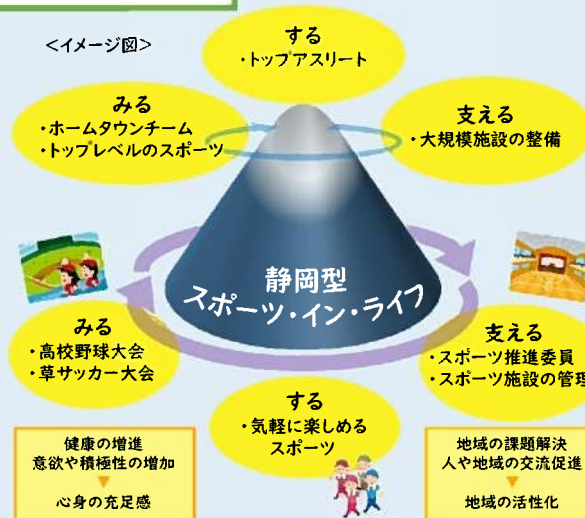 <イメージ図>
する
・トップアスリート
みる
・ホームタウンチーム
・トップレベルのスポーツ
支える
・大規模施設の整備
静岡型
スポーツ・イン・ライフ
みる
・高校野球大会
・草サッカー大会
支える
・スポーツ推進委員
・スポーツ施設の管理
する
・気軽に楽しめる
スポーツ
健康の増進
意欲や積極性の増加
心身の充足感
地域の課題解決
人や地域の交流促進
地域の活性化